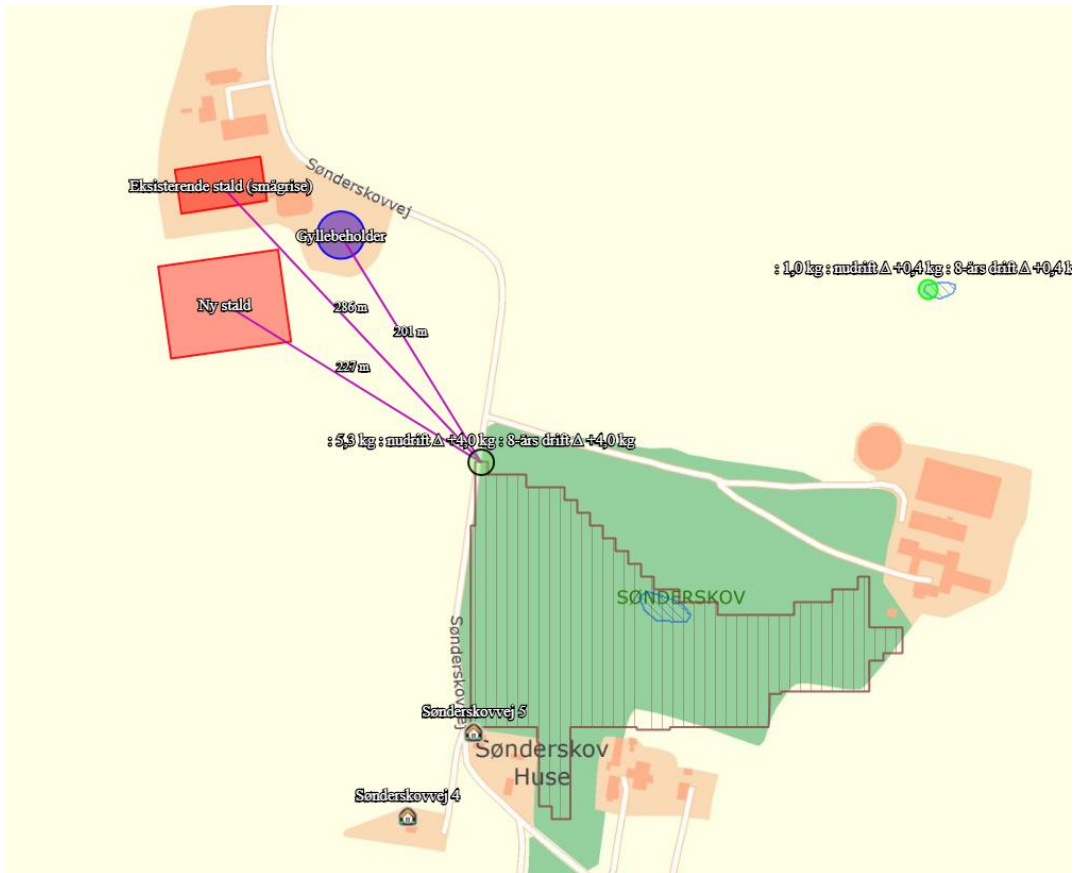 Sønderskovvej
Eksisterende stald (smågrise)
Gyllebeholder
: 1,0 kg : nudrift Δ +0,4 kg : 8-års drift Δ +0,4 k
Ny stald
286 m
201 m
227 m
: 5,3 kg : nudrift Δ +4,0 kg : 8-års drift Δ +4,0 kg
SØNDERSKOV
Sønderskovvej
Sønderskovvej 5
Sønderskov
Huse
Sønderskovvej 4